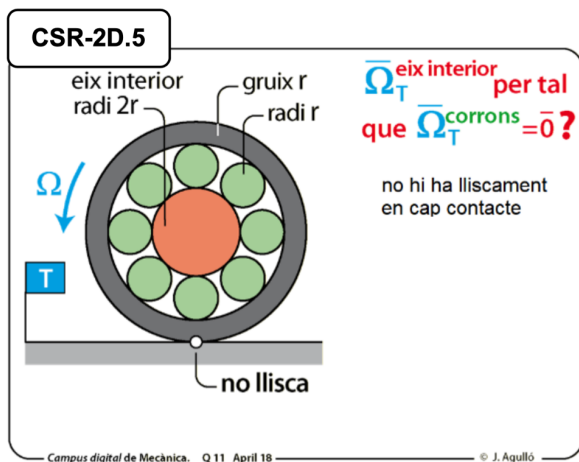 CSR-2D.5
eix interior
radi 2r
gruix r
radi r
Ω̅_T^eix interior per tal
que Ω̅_T^corrons = 0̅ ?
no hi ha lliscament
en cap contacte
Ω
T
no llisca
Campus digital de Mecànica. Q 11 April 18
© J. Agulló